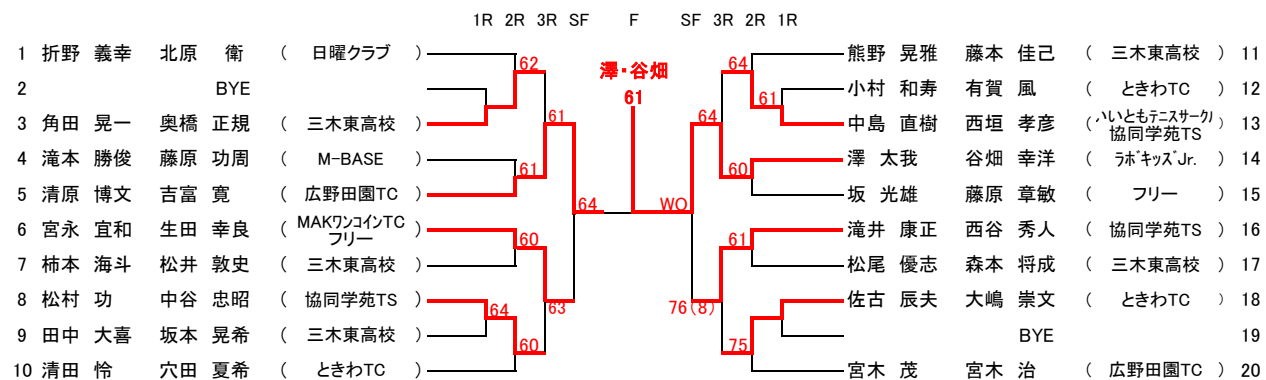 1R 2R 3R SF F SF 3R 2R 1R
1 折野 義幸 北原 衛 ( 日曜クラブ )
2 BYE
3 角田 晃一 奥橋 正規 ( 三木東高校 )
4 滝本 勝俊 藤原 功周 ( M-BASE )
5 清原 博文 吉富 寛 ( 広野田園TC )
6 宮永 宜和 生田 幸良 ( MAKワンコインTC フリー )
7 柿本 海斗 松井 敦史 ( 三木東高校 )
8 松村 功 中谷 忠昭 ( 協同学苑TS )
9 田中 大喜 坂本 晃希 ( 三木東高校 )
10 清田 怜 穴田 夏希 ( ときわTC )
62
61
61
64
60
63
64
60
澤・谷畑
61
64
61
64
60
WO
61
76(8)
75
熊野 晃雅 藤本 佳己 ( 三木東高校 ) 11
小村 和寿 有賀 風 ( ときわTC ) 12
中島 直樹 西垣 孝彦 ( いいともテニスサークル 協同学苑TS ) 13
澤 太我 谷畑 幸洋 ( ラボキッズJr. ) 14
坂 光雄 藤原 章敏 ( フリー ) 15
滝井 康正 西谷 秀人 ( 協同学苑TS ) 16
松尾 優志 森本 将成 ( 三木東高校 ) 17
佐古 辰夫 大嶋 崇文 ( ときわTC ) 18
BYE 19
宮木 茂 宮木 治 ( 広野田園TC ) 20